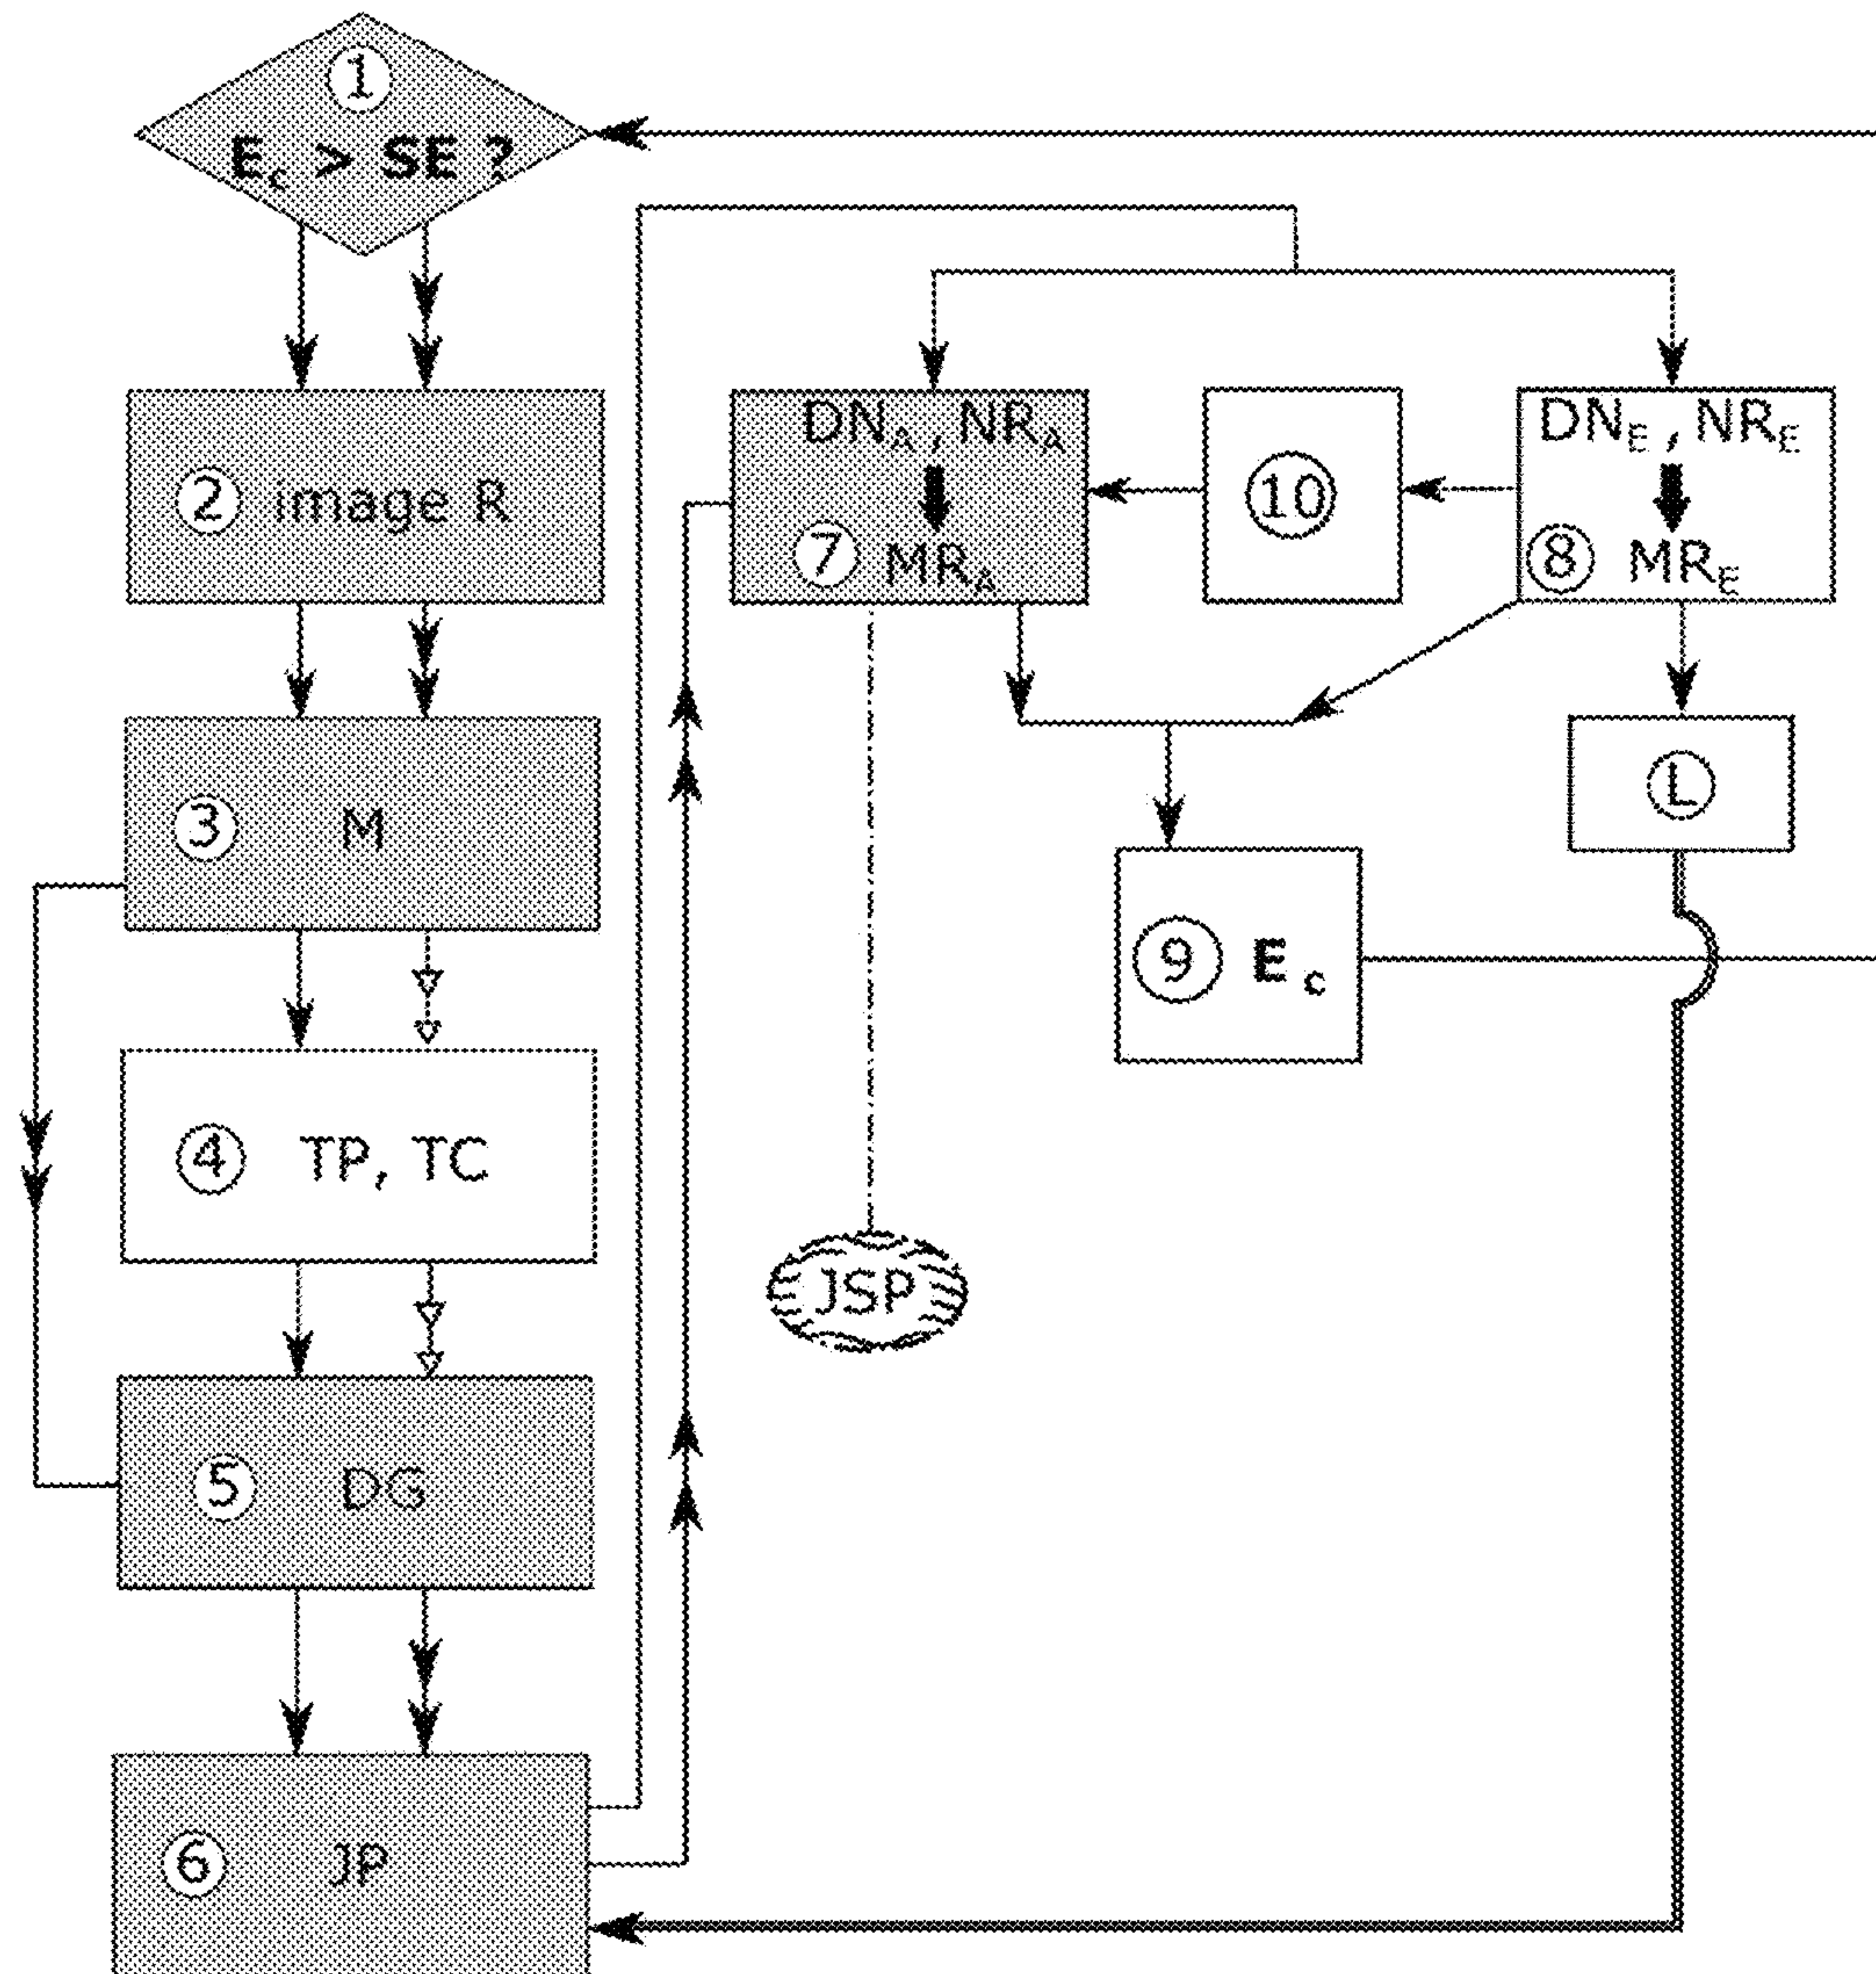 1
Ec > SE ?
2 image R
3 M
4 TP, TC
5 DG
6 JP
DNA, NRA
7 MRA
10
DNE, NRE
8 MRE
L
9 Ec
JSP